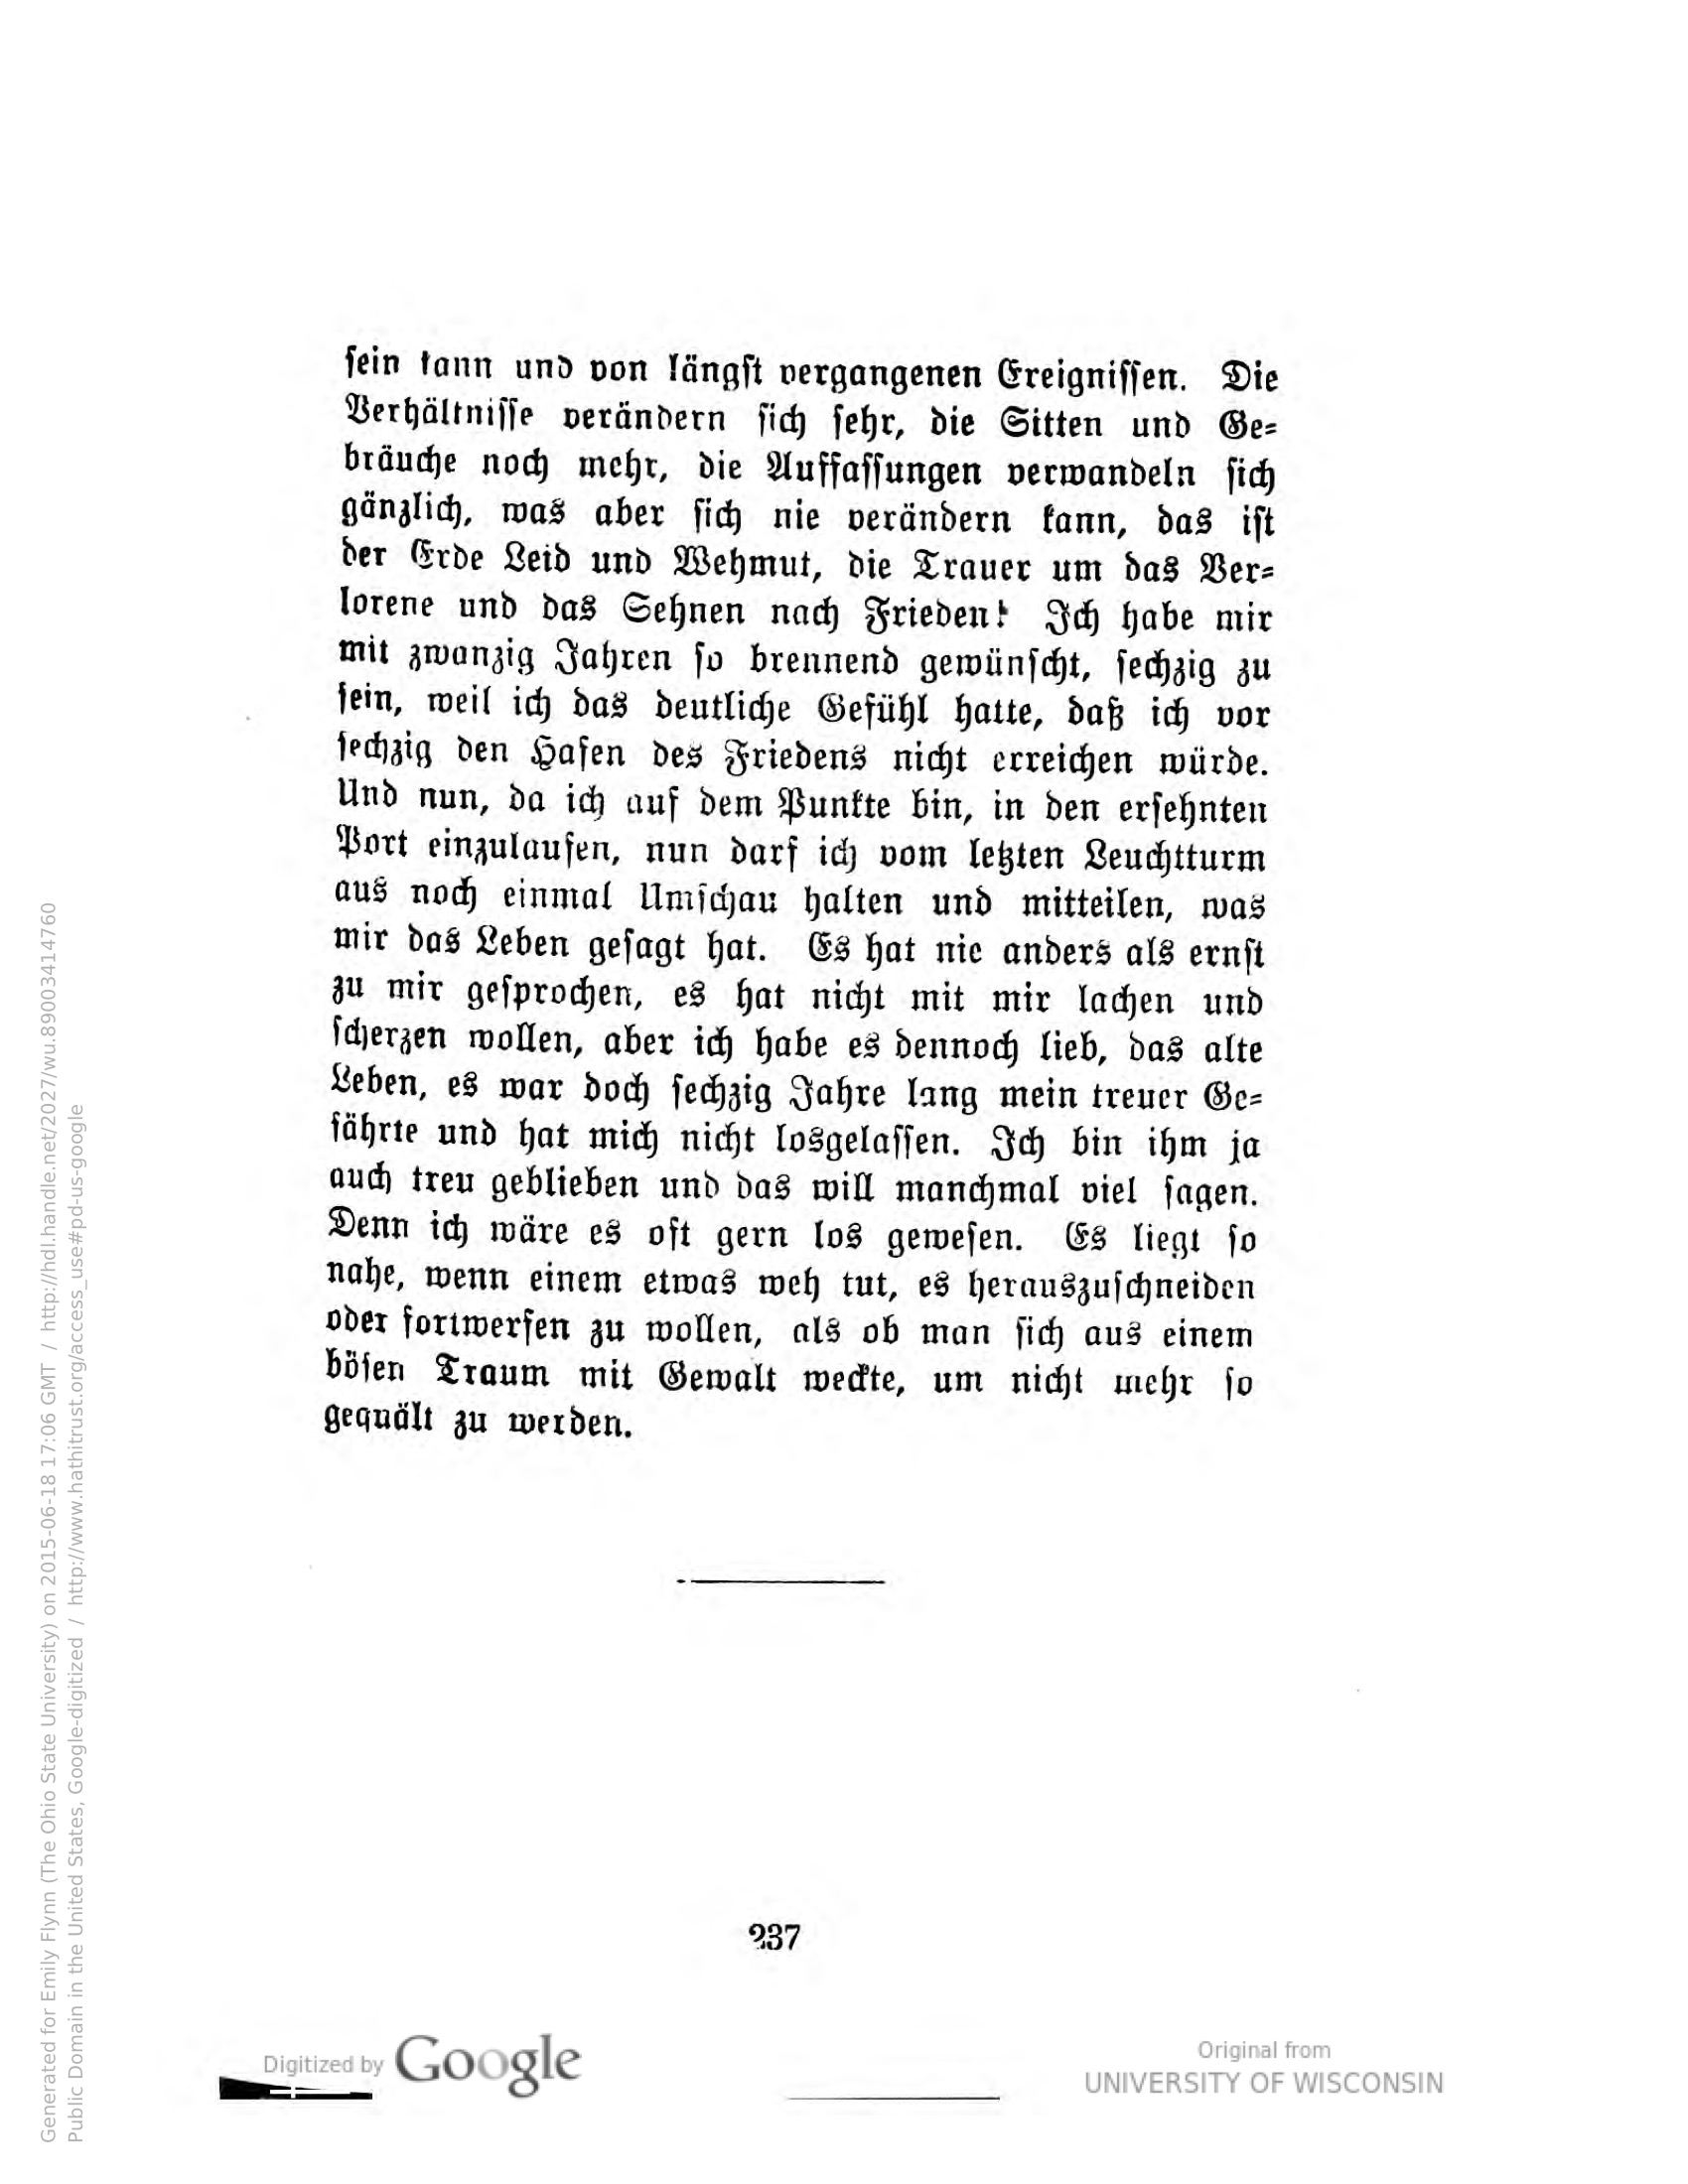 sein kann und von längst vergangenen Ereignissen. Die
Verhältnisse verändern sich sehr, die Sitten und Ge-
bräuche noch mehr, die Auffassungen verwandeln sich
gänzlich, was aber sich nie verändern kann, das ist
der Erde Leid und Wehmut, die Trauer um das Ver-
lorene und das Sehnen nach Frieden! Ich habe mir
mit zwanzig Jahren so brennend gewünscht, sechzig zu
sein, weil ich das deutliche Gefühl hatte, daß ich vor
sechzig den Hafen des Friedens nicht erreichen würde.
Und nun, da ich auf dem Punkte bin, in den ersehnten
Port einzulaufen, nun darf ich vom letzten Leuchtturm
aus noch einmal Umschau halten und mitteilen, was
mir das Leben gesagt hat. Es hat nie anders als ernst
zu mir gesprochen, es hat nicht mit mir lachen und
scherzen wollen, aber ich habe es dennoch lieb, das alte
Leben, es war doch sechzig Jahre lang mein treuer Ge-
fährte und hat mich nicht losgelassen. Ich bin ihm ja
auch treu geblieben und das will manchmal viel sagen.
Denn ich wäre es oft gern los gewesen. Es liegt so
nahe, wenn einem etwas weh tut, es herauszuschneiden
oder fortwerfen zu wollen, als ob man sich aus einem
bösen Traum mit Gewalt weckte, um nicht mehr so
gequält zu werden.
237
Digitized by Google
Original from
UNIVERSITY OF WISCONSIN
Generated for Emily Flynn (The Ohio State University) on 2015-06-18 17:06 GMT / http://hdl.handle.net/2027/wu.89003414760
Public Domain in the United States, Google-digitized / http://www.hathitrust.org/access_use#pd-us-google